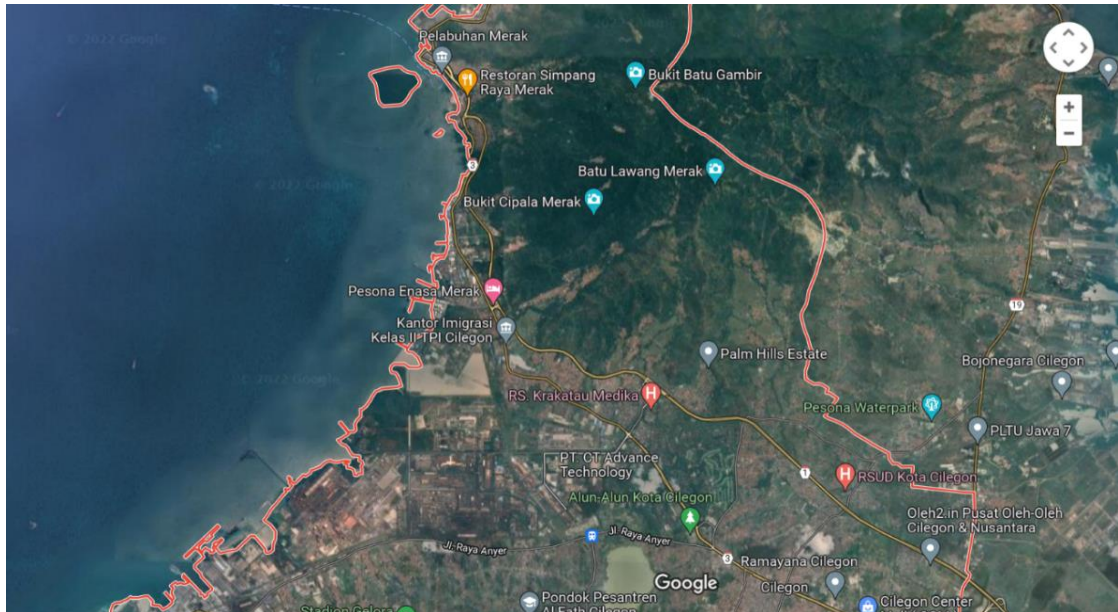 Pelabuhan Merak
© 2022 Google
Restoran Simpang
Raya Merak
Bukit Batu Gambir
+
−
Batu Lawang Merak
3
© 2022 Google
Bukit Cipala Merak
Pesona Enasa Merak
19
Kantor Imigrasi
Kelas II TPI Cilegon
Palm Hills Estate
Bojonegara Cilegon
© 2022 Google
RS. Krakatau Medika
H
Pesona Waterpark
PLTU Jawa 7
PT. CT Advance
Technology
1
H
RSUD Kota Cilegon
Alun-Alun Kota Cilegon
Oleh2.in Pusat Oleh-Oleh
Cilegon & Nusantara
Jl. Raya Anyer
Jl. Raya Anyer
3
Ramayana Cilegon
Google
Cilegon
Pondok Pesantren
Al Fath Cilegon
Cilegon Center
Stadion Gelora